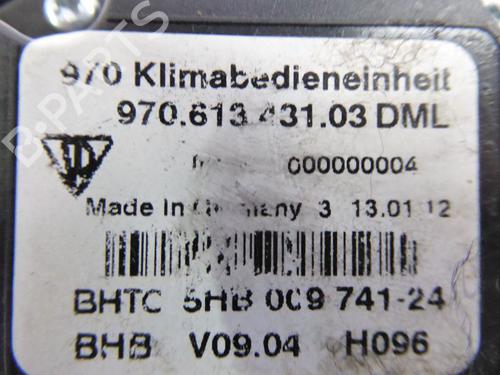 970 Klimabedieneinheit
970.613.431.03 DML
000000004
Made In Germany 3 13.01.12
BHTC 5HB 009 741-24
BHB V09.04 H096
B-PARTS